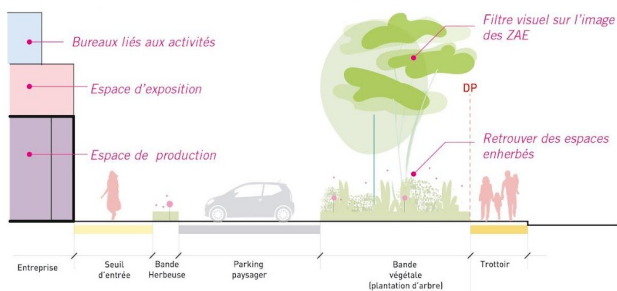 Bureaux liés aux activités
Espace d'exposition
Espace de production
Filtre visuel sur l'image
des ZAE
DP
Retrouver des espaces
enherbés
Entreprise
Seuil
d'entrée
Bande
Herbeuse
Parking
paysager
Bande
végétale
(plantation d'arbre)
Trottoir